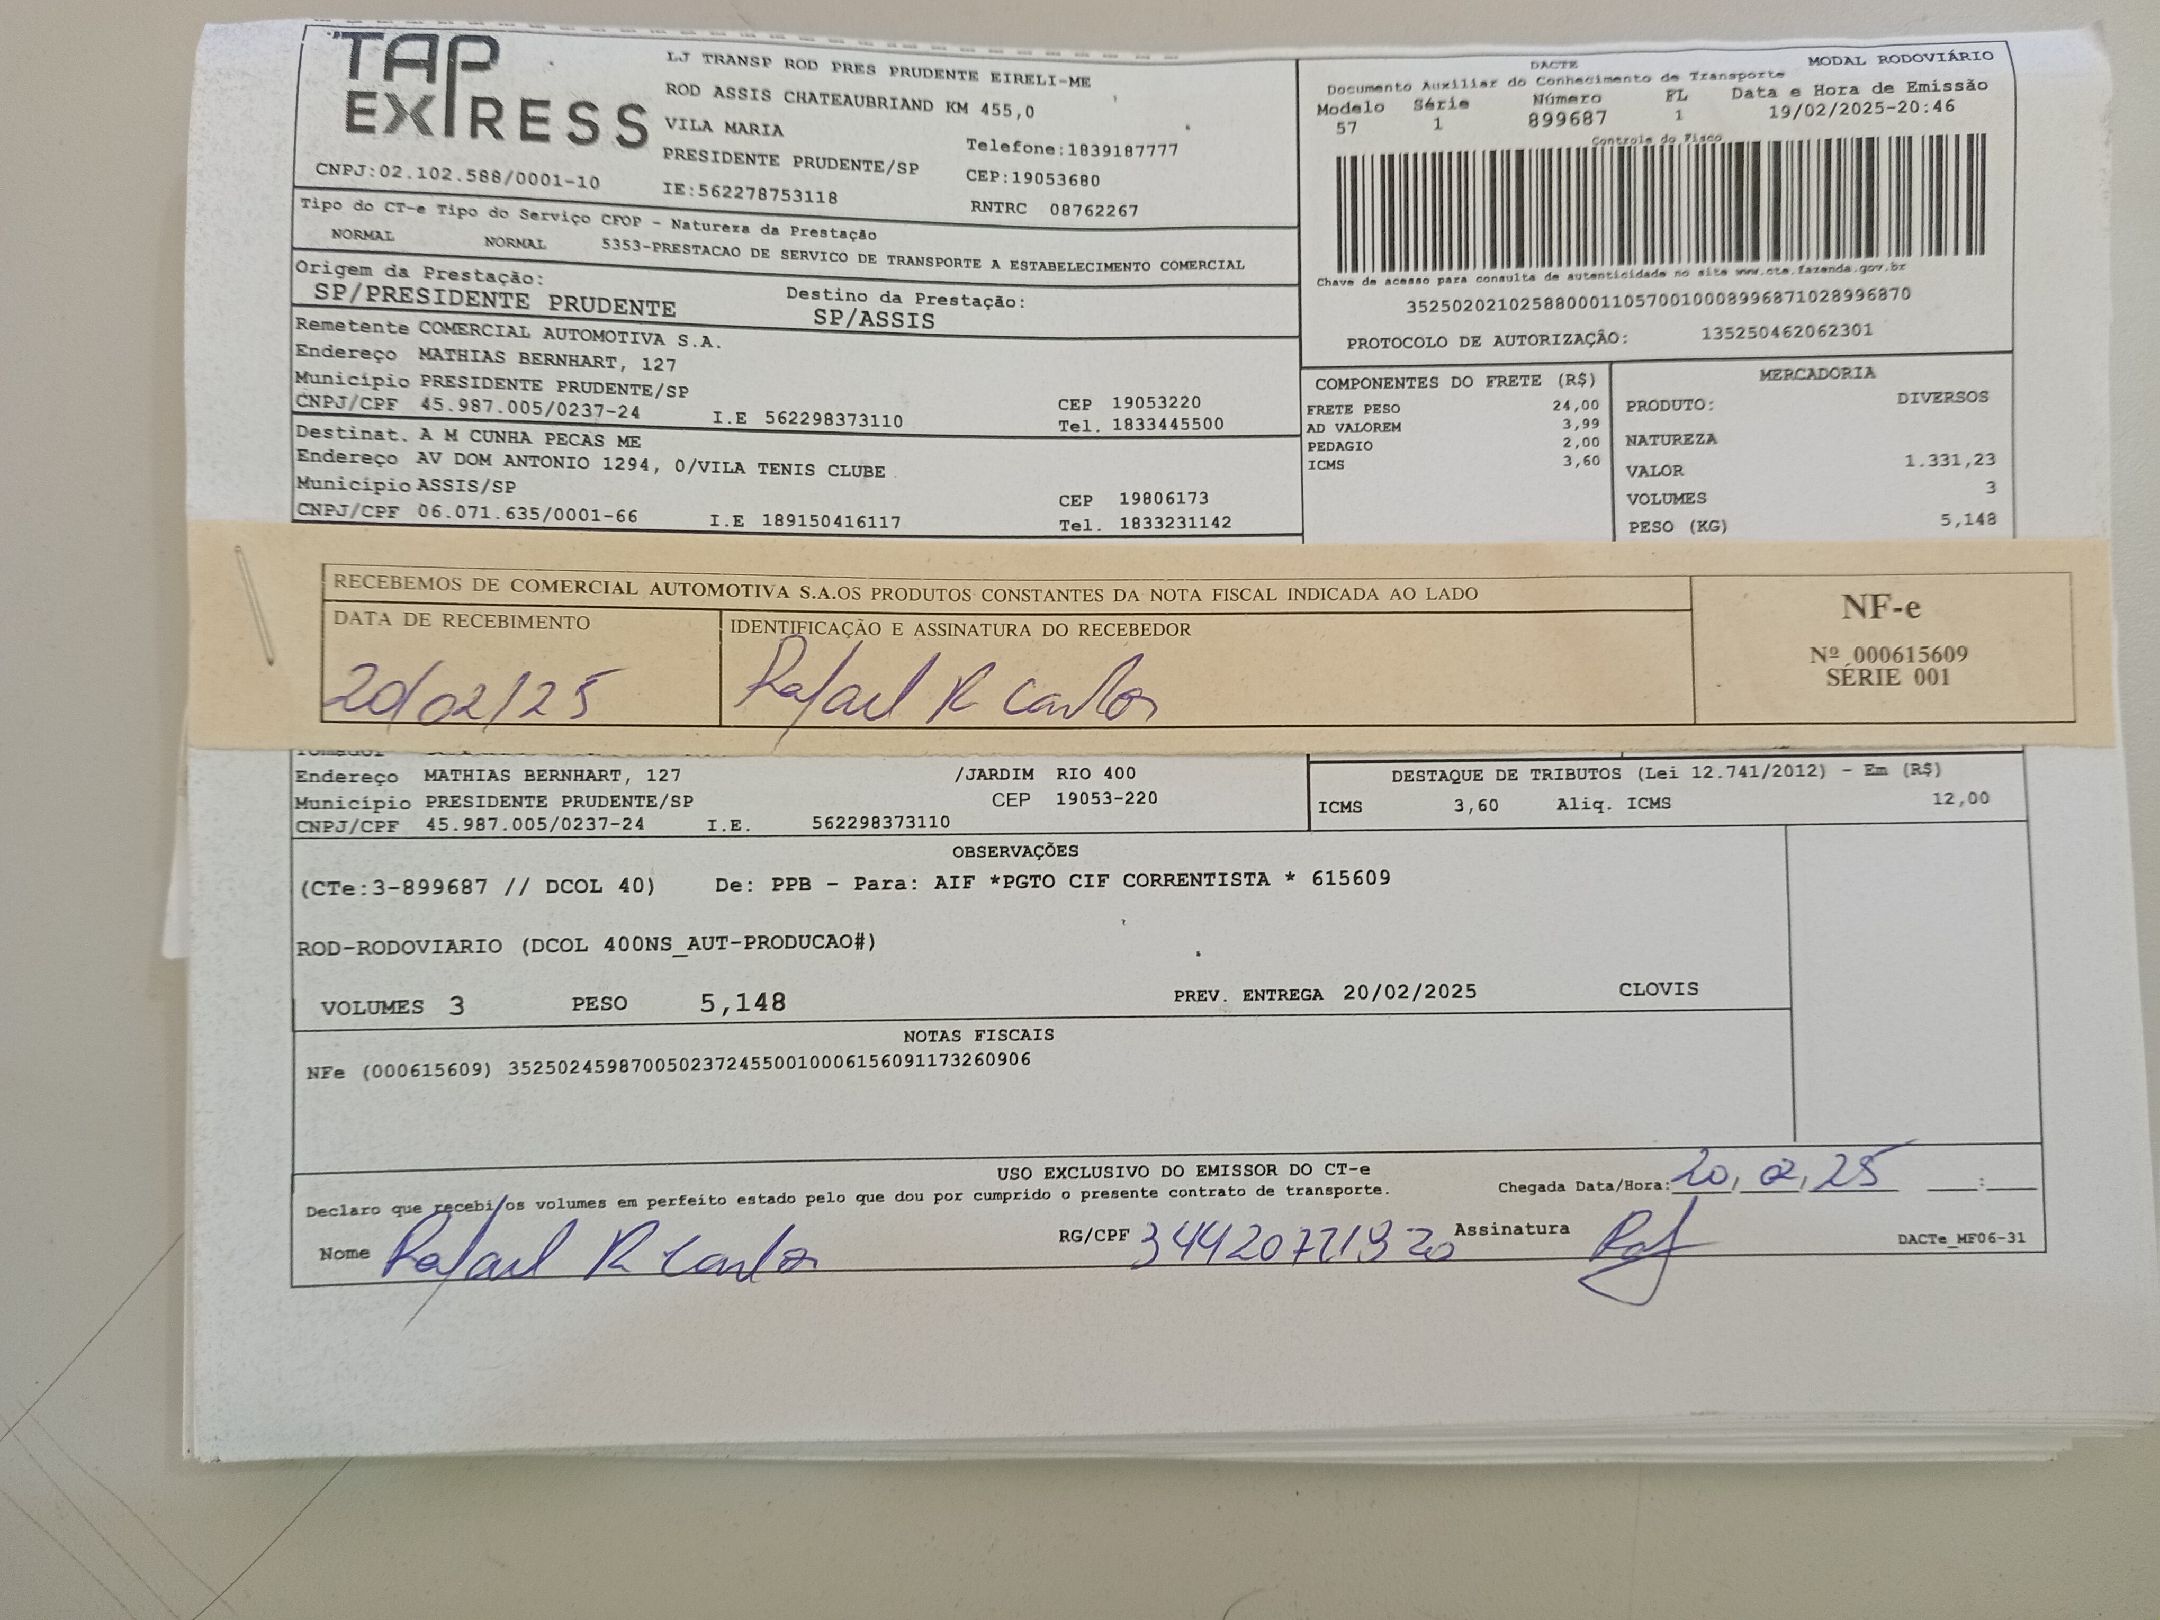 TAP EXPRESS
LJ TRANSP ROD PRES PRUDENTE EIRELI-ME
ROD ASSIS CHATEAUBRIAND KM 455,0
VILA MARIA
Telefone:1839187777
PRESIDENTE PRUDENTE/SP
CEP:19053680
CNPJ:02.102.588/0001-10
IE:562278753118
RNTRC 08762267
DACTE
MODAL RODOVIÁRIO
Documento Auxiliar do Conhecimento de Transporte
Modelo Série Número FL Data e Hora de Emissão
57 1 899687 1 19/02/2025-20:46
Controle do Fisco
Chave de acesso para consulta de autenticidade no site www.cte.fazenda.gov.br
35250202102588000110570010008996871028996870
PROTOCOLO DE AUTORIZAÇÃO: 135250462062301
Tipo do CT-e Tipo do Serviço CFOP - Natureza da Prestação
NORMAL NORMAL 5353-PRESTACAO DE SERVICO DE TRANSPORTE A ESTABELECIMENTO COMERCIAL
Origem da Prestação: Destino da Prestação:
SP/PRESIDENTE PRUDENTE SP/ASSIS
Remetente COMERCIAL AUTOMOTIVA S.A.
Endereço MATHIAS BERNHART, 127
Município PRESIDENTE PRUDENTE/SP CEP 19053220
CNPJ/CPF 45.987.005/0237-24 I.E 562298373110 Tel. 1833445500
Destinat. A M CUNHA PECAS ME
Endereço AV DOM ANTONIO 1294, 0/VILA TENIS CLUBE
Município ASSIS/SP CEP 19806173
CNPJ/CPF 06.071.635/0001-66 I.E 189150416117 Tel. 1833231142
COMPONENTES DO FRETE (R$)
FRETE PESO 24,00
AD VALOREM 3,99
PEDAGIO 2,00
ICMS 3,60
MERCADORIA
PRODUTO: DIVERSOS
NATUREZA
VALOR 1.331,23
VOLUMES 3
PESO (KG) 5,148
RECEBEMOS DE COMERCIAL AUTOMOTIVA S.A.OS PRODUTOS CONSTANTES DA NOTA FISCAL INDICADA AO LADO
DATA DE RECEBIMENTO
IDENTIFICAÇÃO E ASSINATURA DO RECEBEDOR
20/02/25 Rafael R Carlos
NF-e
Nº 000615609
SÉRIE 001
Tomador
Endereço MATHIAS BERNHART, 127 /JARDIM RIO 400
Município PRESIDENTE PRUDENTE/SP CEP 19053-220
CNPJ/CPF 45.987.005/0237-24 I.E. 562298373110
DESTAQUE DE TRIBUTOS (Lei 12.741/2012) - Em (R$)
ICMS 3,60 Aliq. ICMS 12,00
OBSERVAÇÕES
(CTe:3-899687 // DCOL 40) De: PPB - Para: AIF *PGTO CIF CORRENTISTA * 615609
ROD-RODOVIARIO (DCOL 400NS_AUT-PRODUCAO#)
VOLUMES 3 PESO 5,148 PREV. ENTREGA 20/02/2025 CLOVIS
NOTAS FISCAIS
NFe (000615609) 35250245987005023724550010006156091173260906
USO EXCLUSIVO DO EMISSOR DO CT-e
Declaro que recebi os volumes em perfeito estado pelo que dou por cumprido o presente contrato de transporte.
Chegada Data/Hora: 20, 02, 25 :
Nome Rafael R Carlos RG/CPF Assinatura Raf
DACTe_MF06-31